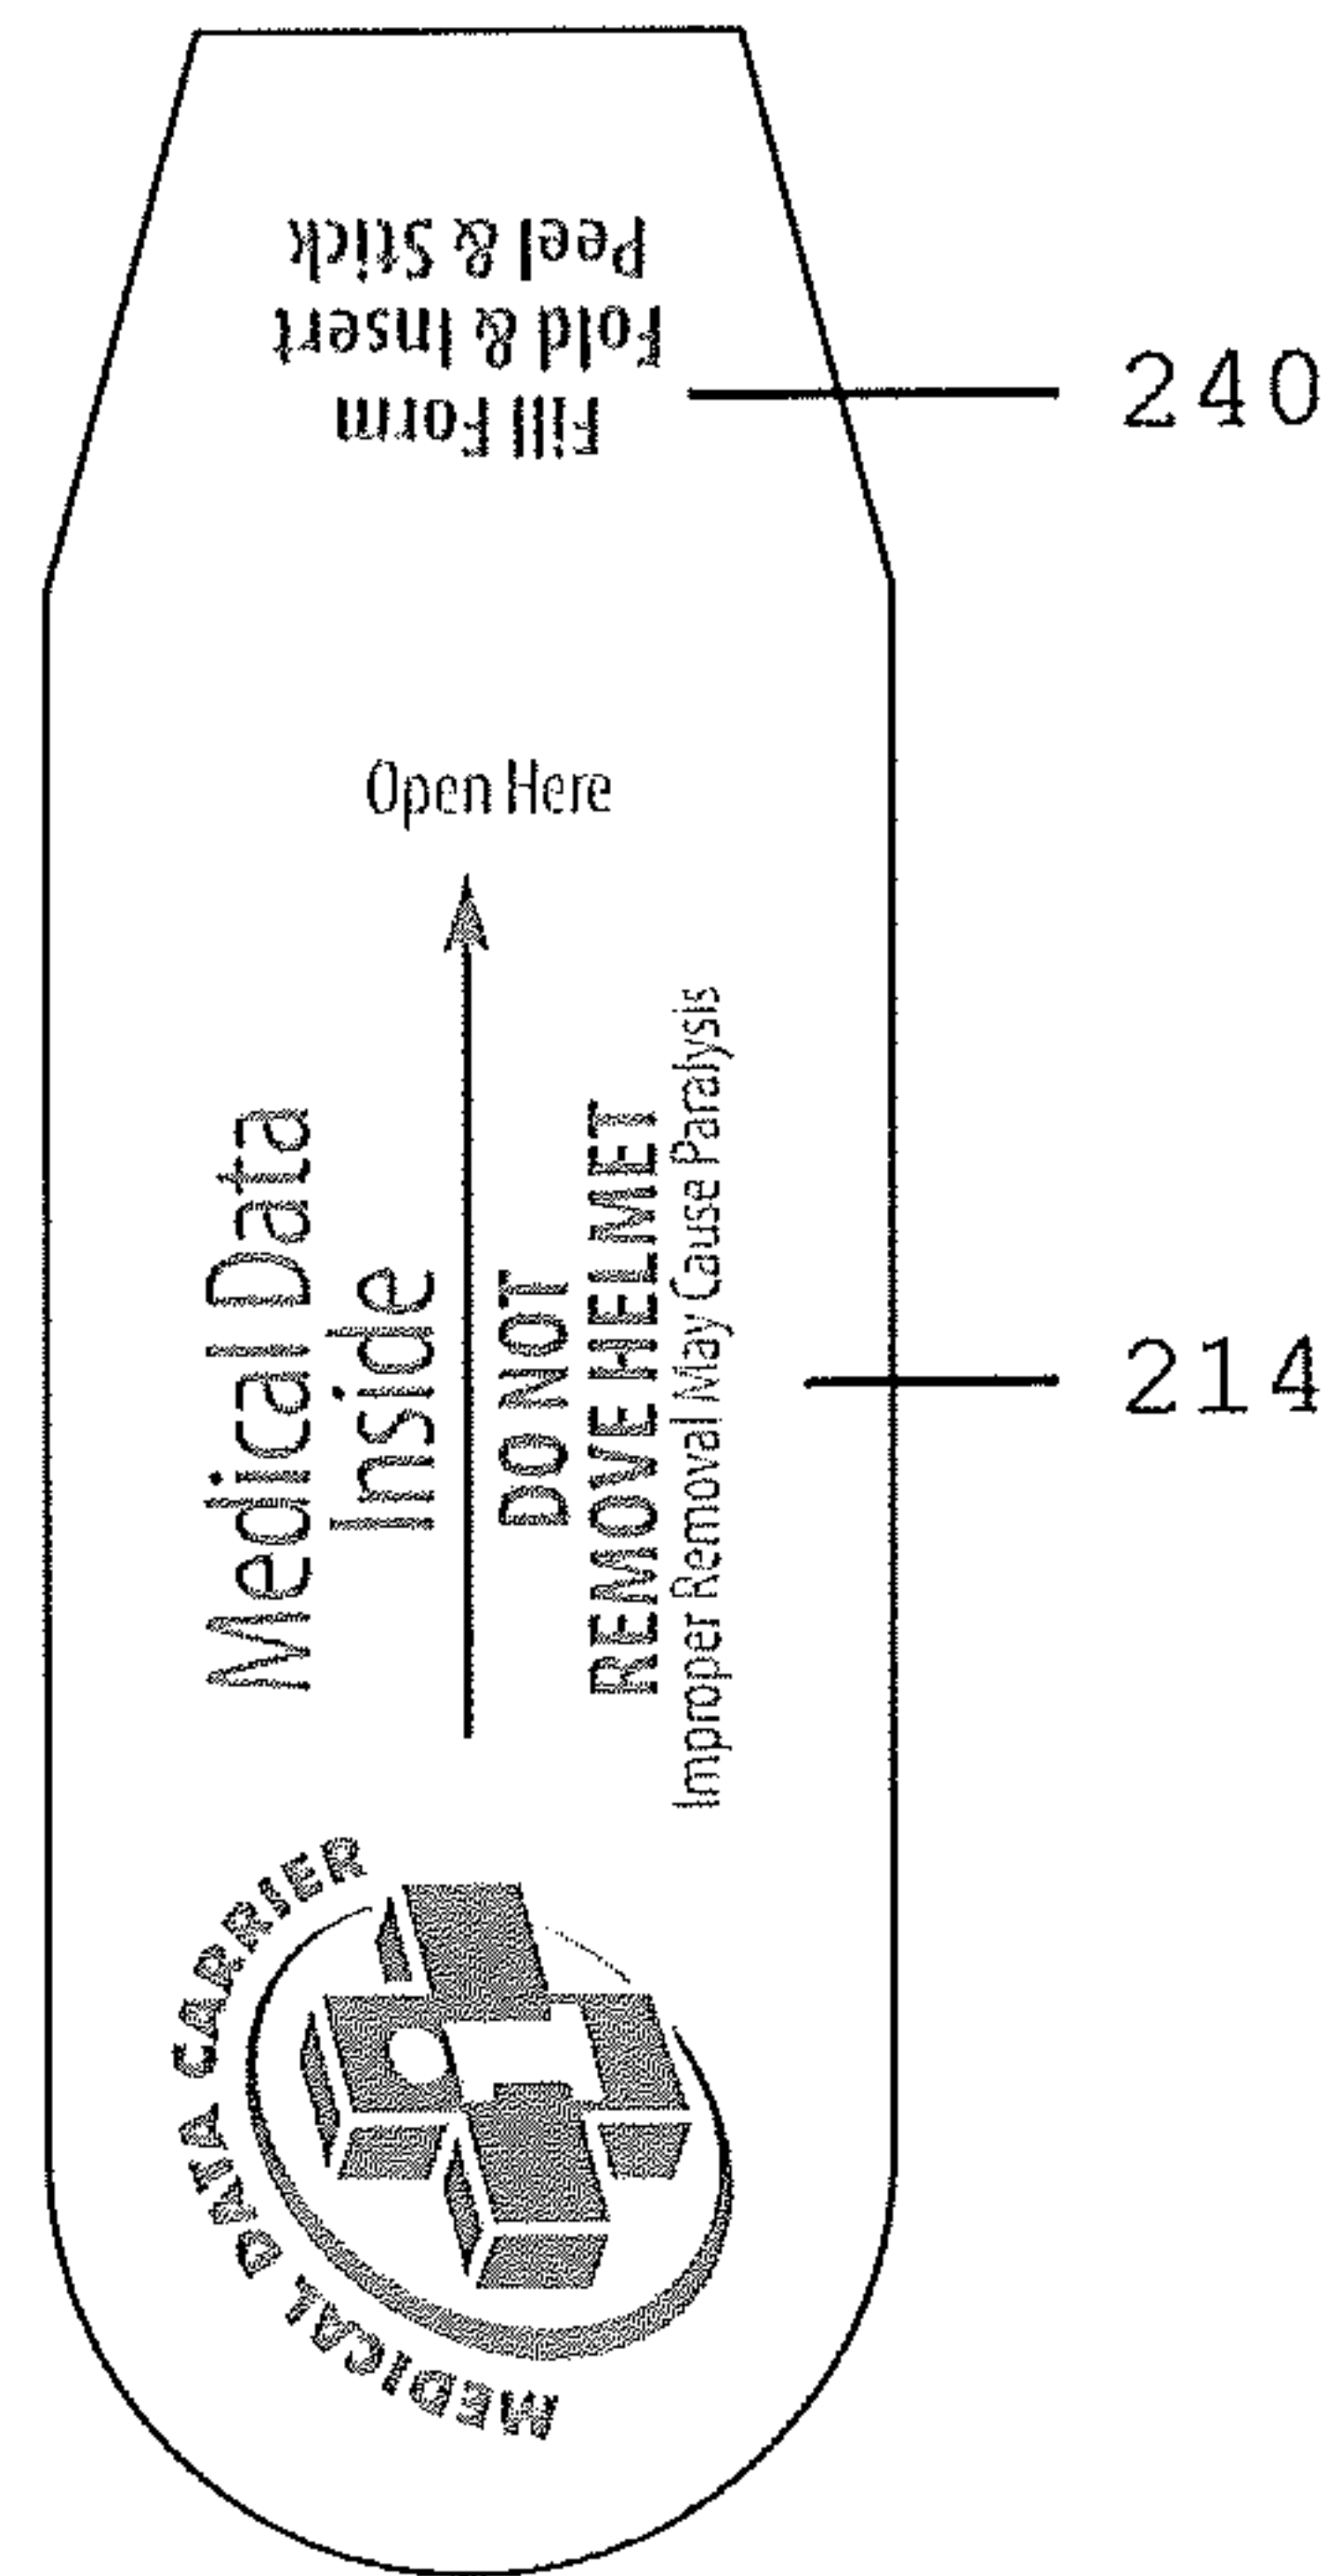 Fill Form
Fold & Insert
Peel & Stick
240
Open Here
Medical Data
Inside
DO NOT
REMOVE HELMET
Improper Removal May Cause Paralysis
214
MEDICAL DATA CARRIER